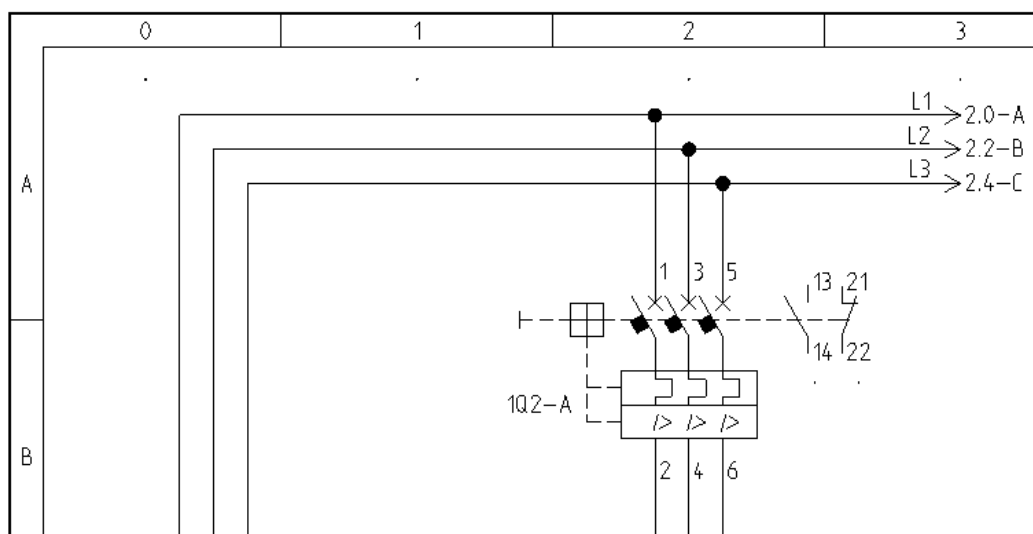 0 1 2 3
L1 2.0-A
L2 2.2-B
L3 2.4-C
A
1 3 5 13 21
14 22
1Q2-A
I> I> I>
B
2 4 6